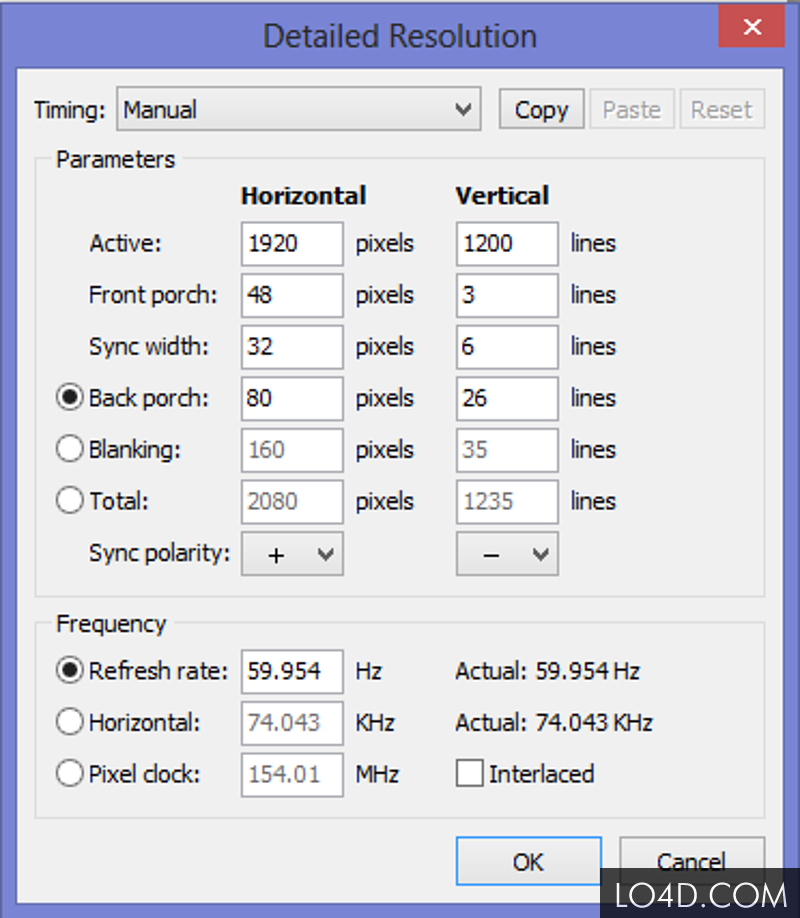 Detailed Resolution
Timing: Manual Copy Paste Reset
Parameters
Horizontal Vertical
Active: 1920 pixels 1200 lines
Front porch: 48 pixels 3 lines
Sync width: 32 pixels 6 lines
Back porch: 80 pixels 26 lines
Blanking: 160 pixels 35 lines
Total: 2080 pixels 1235 lines
Sync polarity: + −
Frequency
Refresh rate: 59.954 Hz Actual: 59.954 Hz
Horizontal: 74.043 KHz Actual: 74.043 KHz
Pixel clock: 154.01 MHz Interlaced
OK Cancel
LO4D.COM